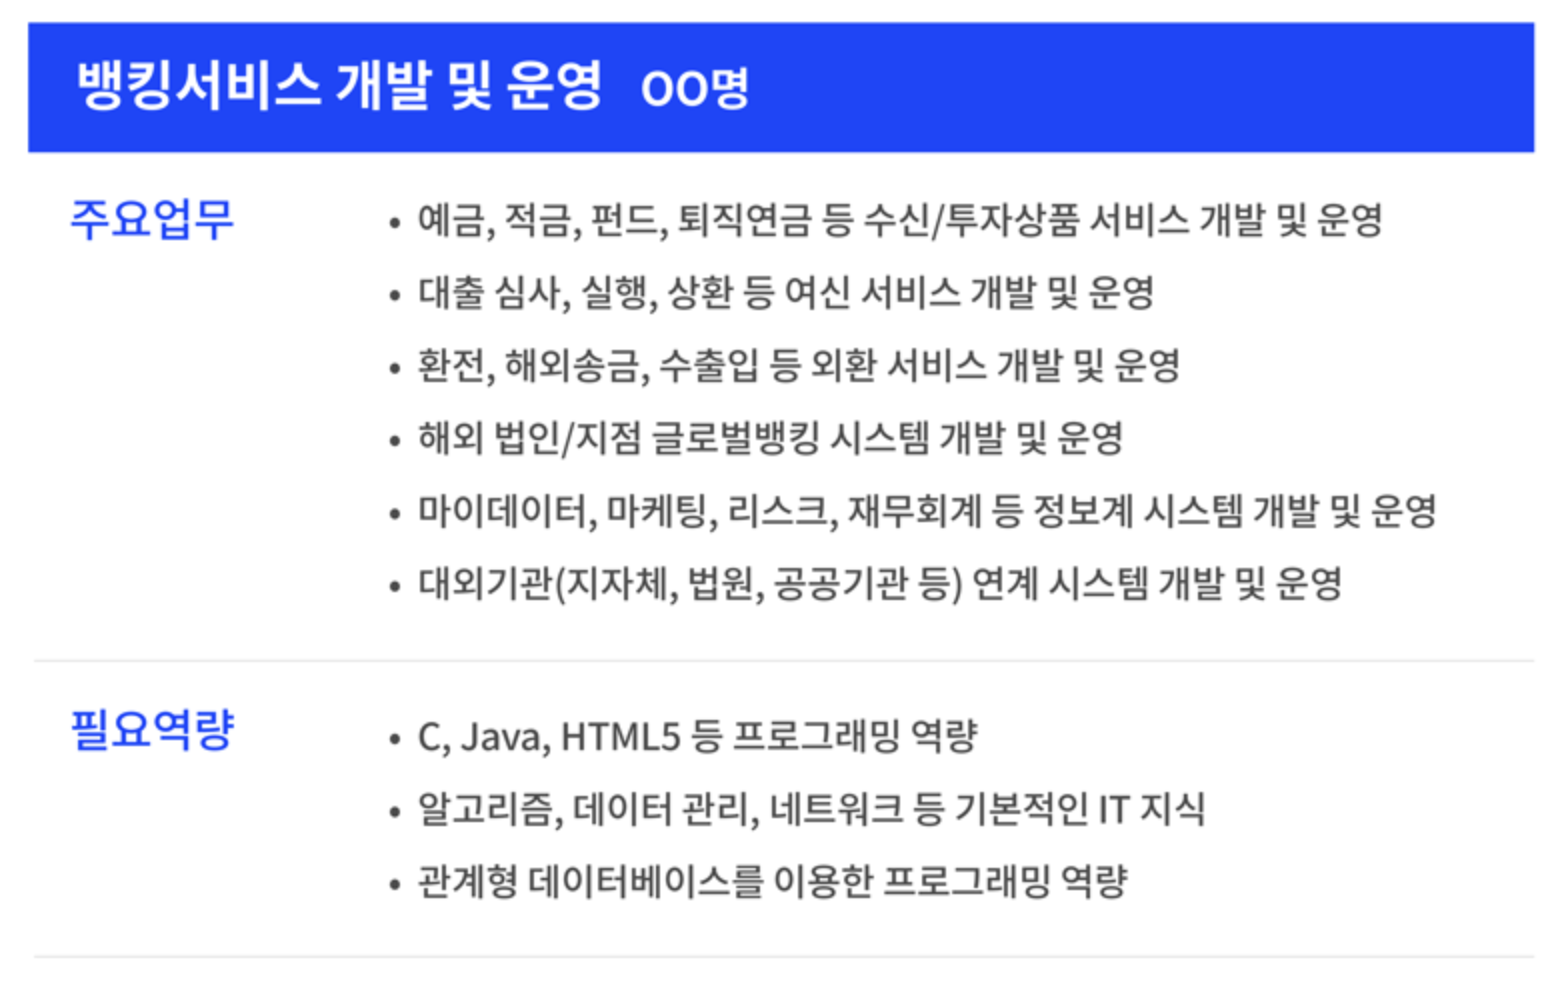 뱅킹서비스 개발 및 운영 OO명
주요업무
• 예금, 적금, 펀드, 퇴직연금 등 수신/투자상품 서비스 개발 및 운영
• 대출 심사, 실행, 상환 등 여신 서비스 개발 및 운영
• 환전, 해외송금, 수출입 등 외환 서비스 개발 및 운영
• 해외 법인/지점 글로벌뱅킹 시스템 개발 및 운영
• 마이데이터, 마케팅, 리스크, 재무회계 등 정보계 시스템 개발 및 운영
• 대외기관(지자체, 법원, 공공기관 등) 연계 시스템 개발 및 운영
필요역량
• C, Java, HTML5 등 프로그래밍 역량
• 알고리즘, 데이터 관리, 네트워크 등 기본적인 IT 지식
• 관계형 데이터베이스를 이용한 프로그래밍 역량